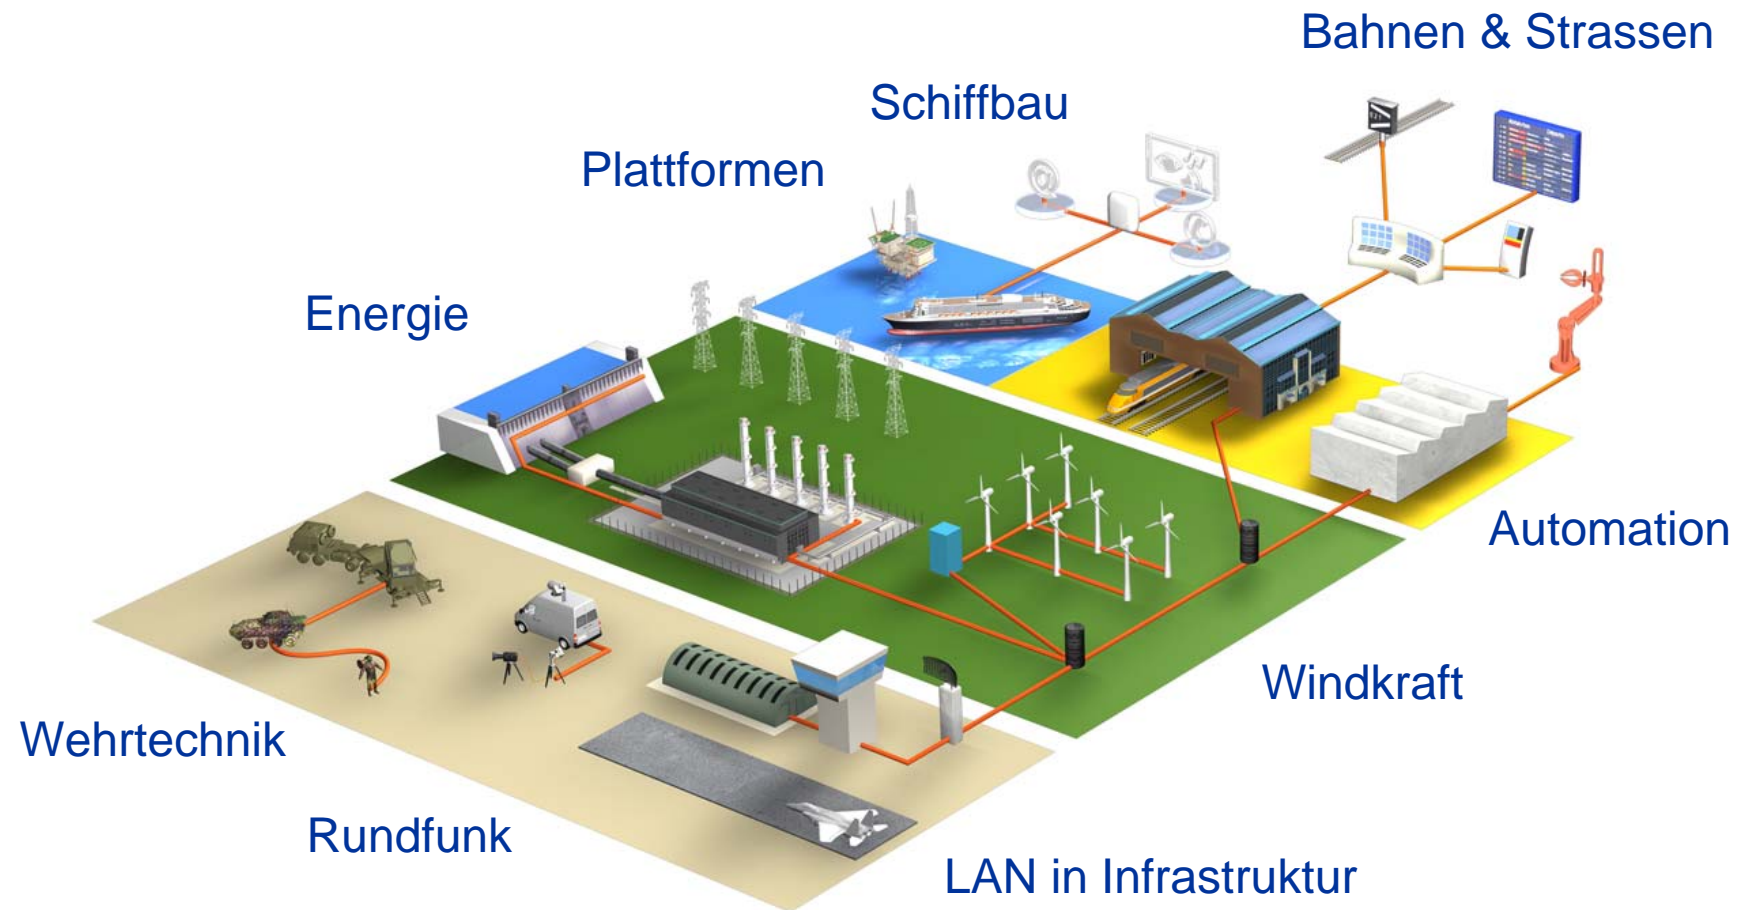 Bahnen & Strassen
Schiffbau
Plattformen
Energie
Automation
Windkraft
Wehrtechnik
Rundfunk
LAN in Infrastruktur